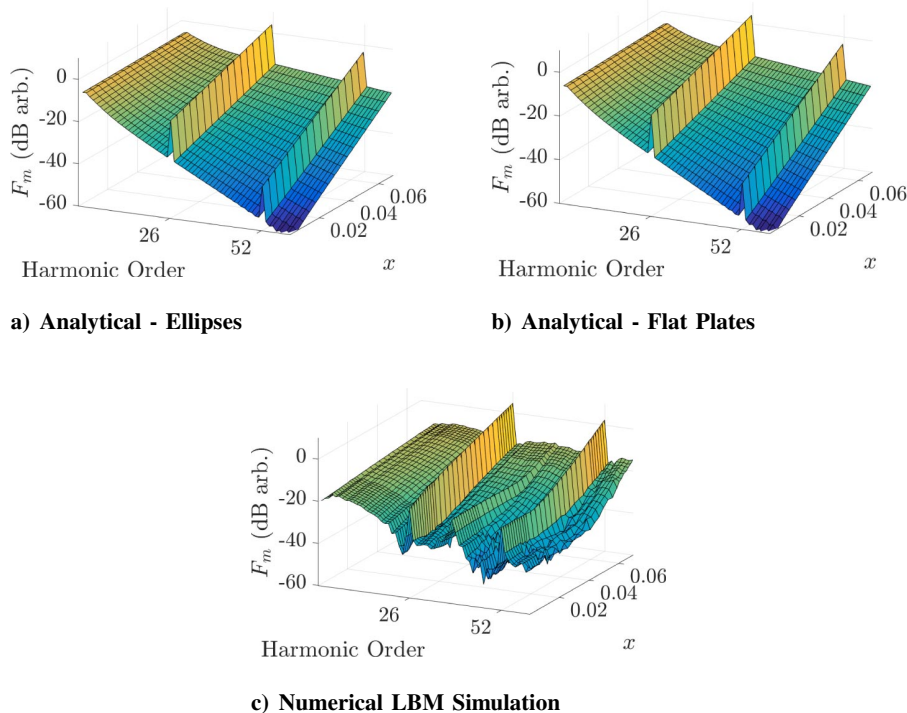 0
-20
-40
-60
F_m (dB arb.)
26
52
Harmonic Order
0.02
0.04
0.06
x
a) Analytical - Ellipses
0
-20
-40
-60
F_m (dB arb.)
26
52
Harmonic Order
0.02
0.04
0.06
x
b) Analytical - Flat Plates
0
-20
-40
-60
F_m (dB arb.)
26
52
Harmonic Order
0.02
0.04
0.06
x
c) Numerical LBM Simulation